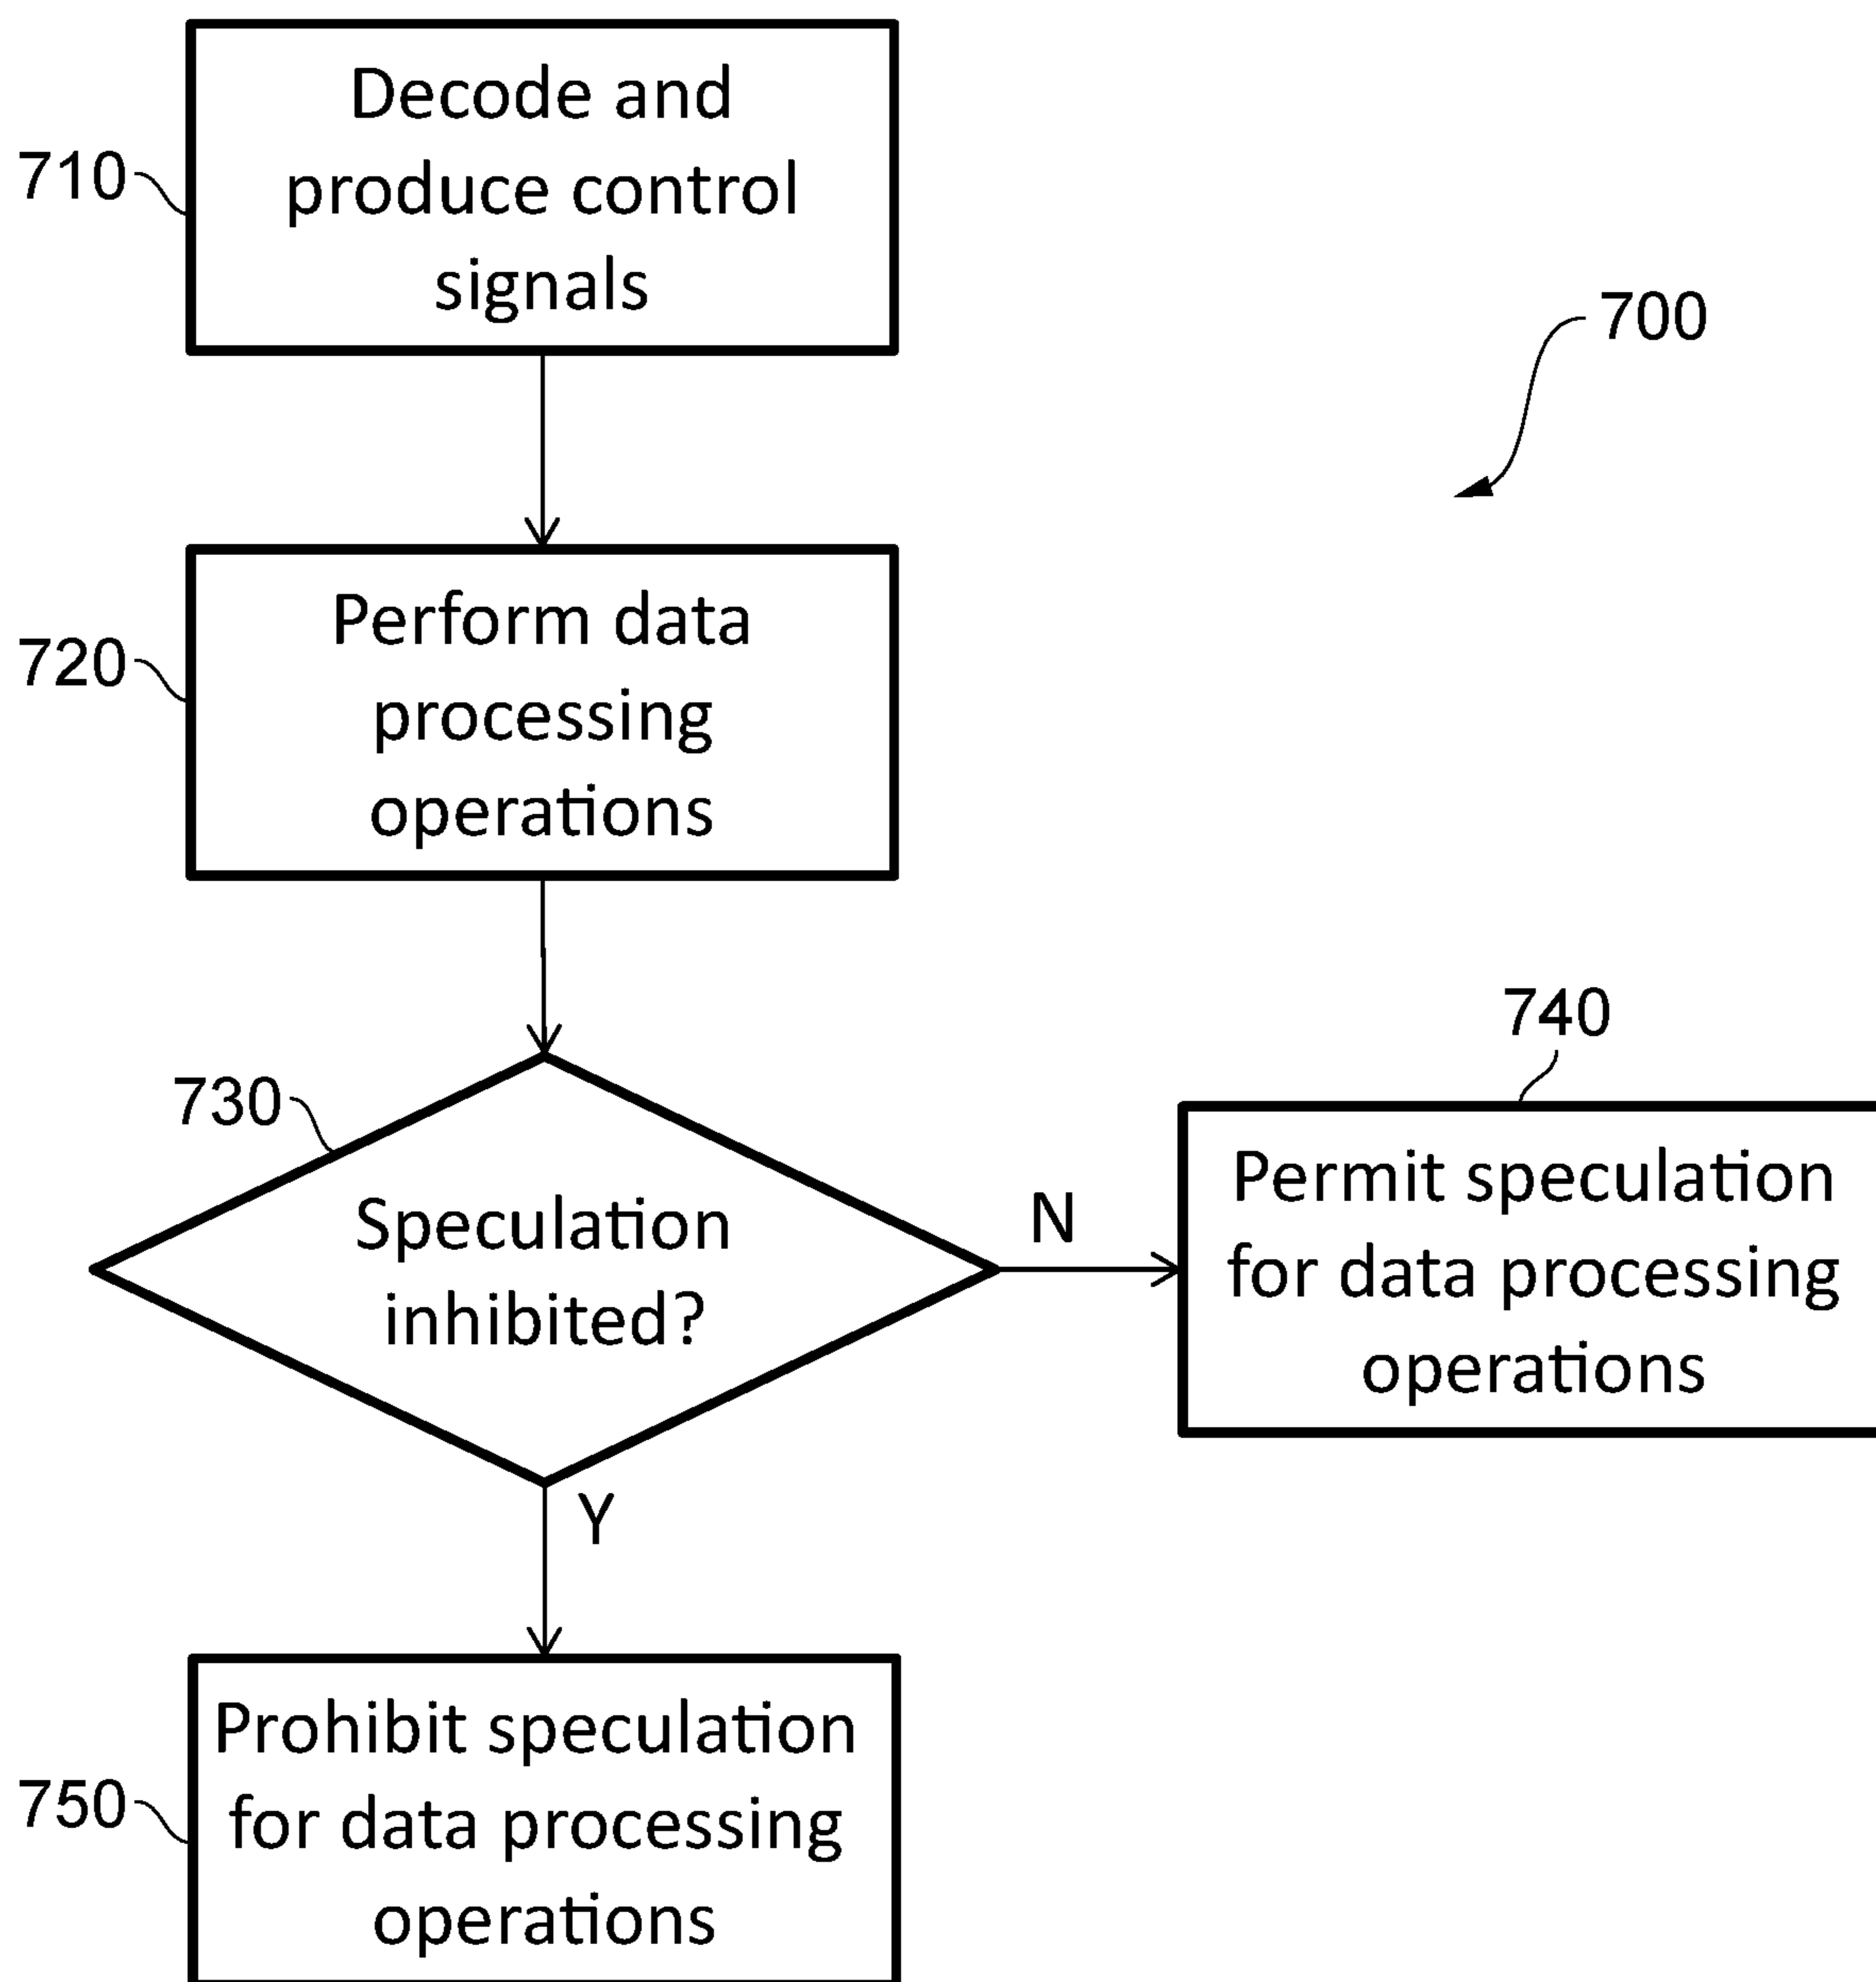 710
Decode and
produce control
signals
700
720
Perform data
processing
operations
730
Speculation
inhibited?
N
740
Permit speculation
for data processing
operations
Y
750
Prohibit speculation
for data processing
operations